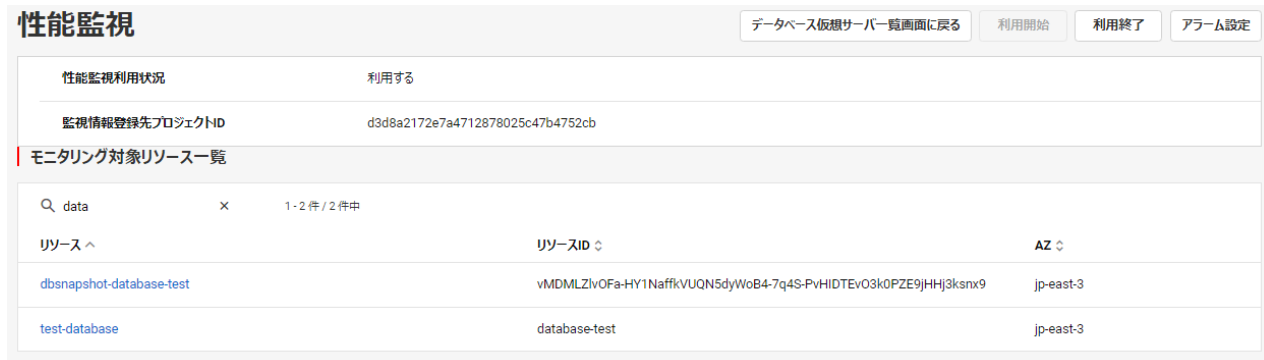 性能監視
データベース仮想サーバ一覧画面に戻る 利用開始 利用終了 アラーム設定
性能監視利用状況 利用する
監視情報登録先プロジェクトID d3d8a2172e7a4712878025c47b4752cb
モニタリング対象リソース一覧
data × 1 - 2 件 / 2 件中
リソース リソースID AZ
dbsnapshot-database-test vMDMLZlvOFa-HY1NaffkVUQN5dyWoB4-7q4S-PvHIDTEvO3k0PZE9jHHj3ksnx9 jp-east-3
test-database database-test jp-east-3